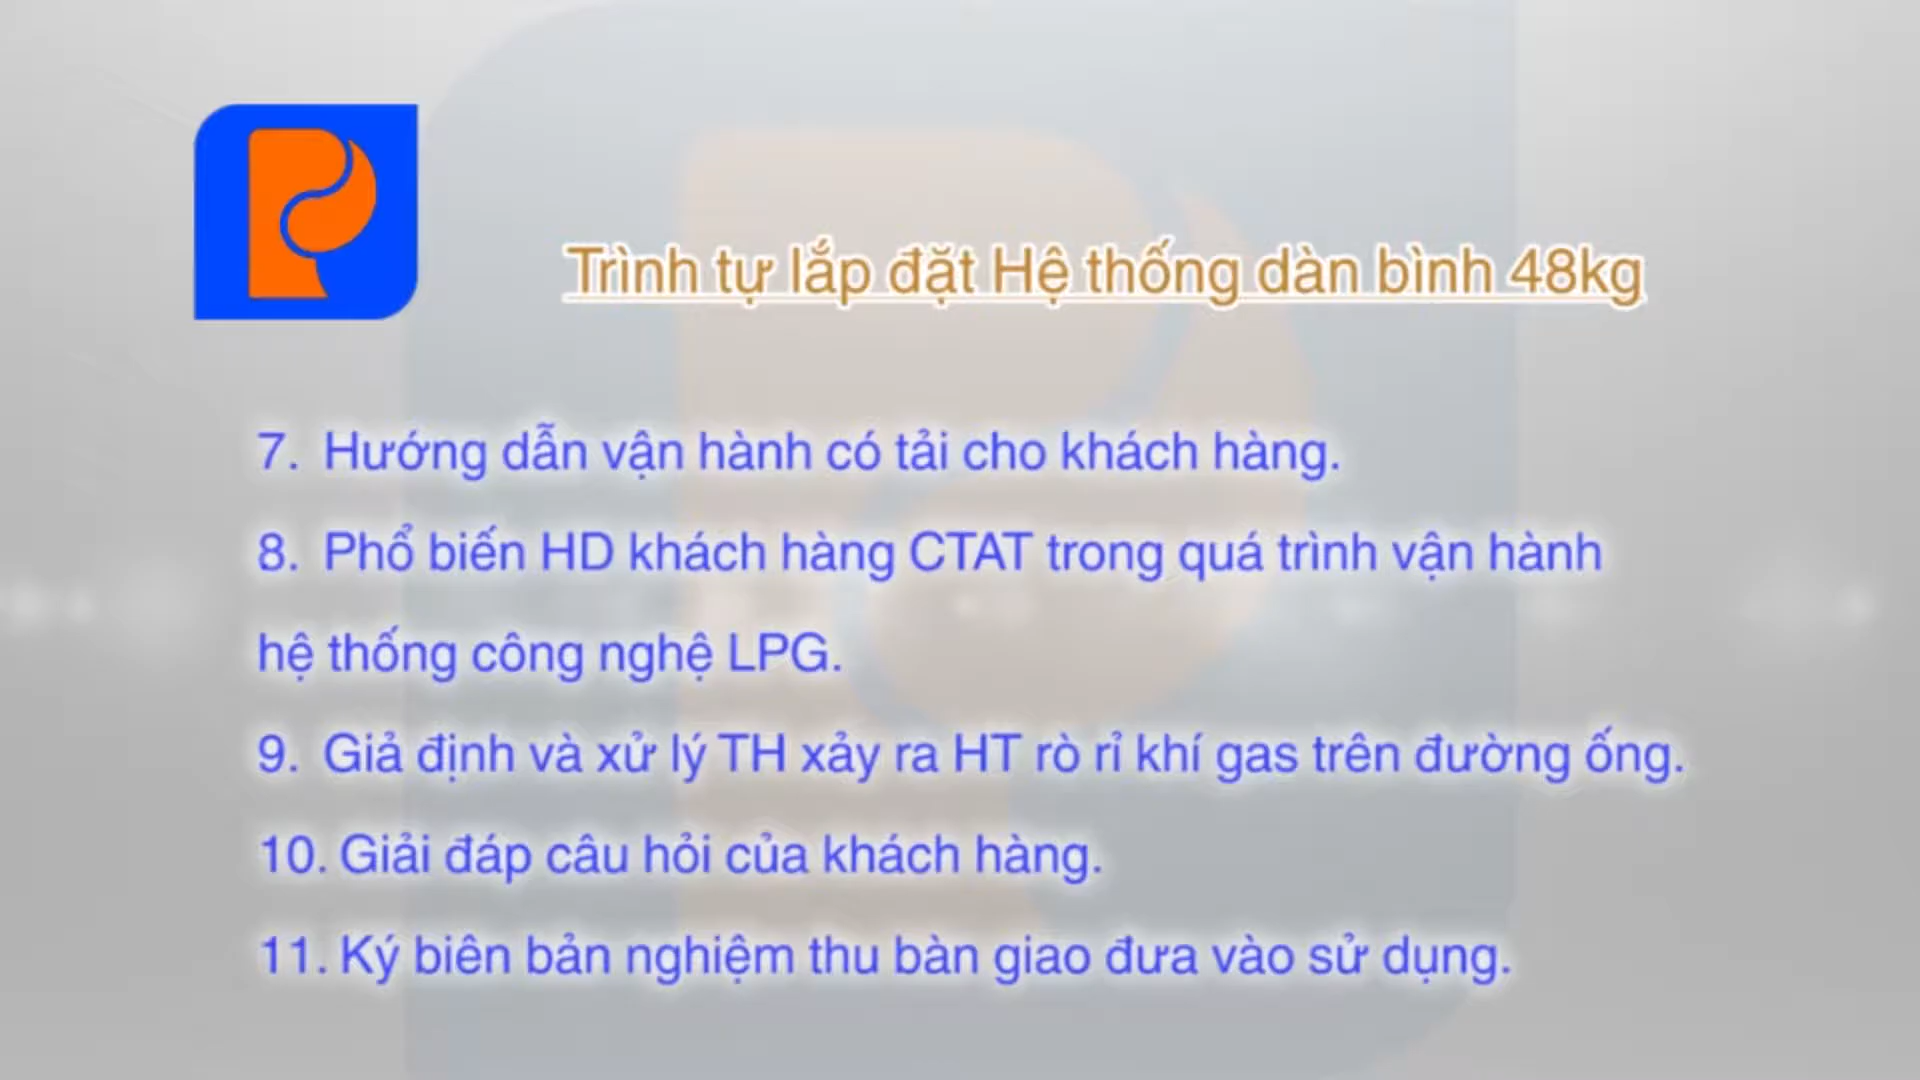 Trình tự lắp đặt Hệ thống dàn bình 48kg
7. Hướng dẫn vận hành có tải cho khách hàng.
8. Phổ biến HD khách hàng CTAT trong quá trình vận hành
hệ thống công nghệ LPG.
9. Giả định và xử lý TH xảy ra HT rò rỉ khí gas trên đường ống.
10. Giải đáp câu hỏi của khách hàng.
11. Ký biên bản nghiệm thu bàn giao đưa vào sử dụng.